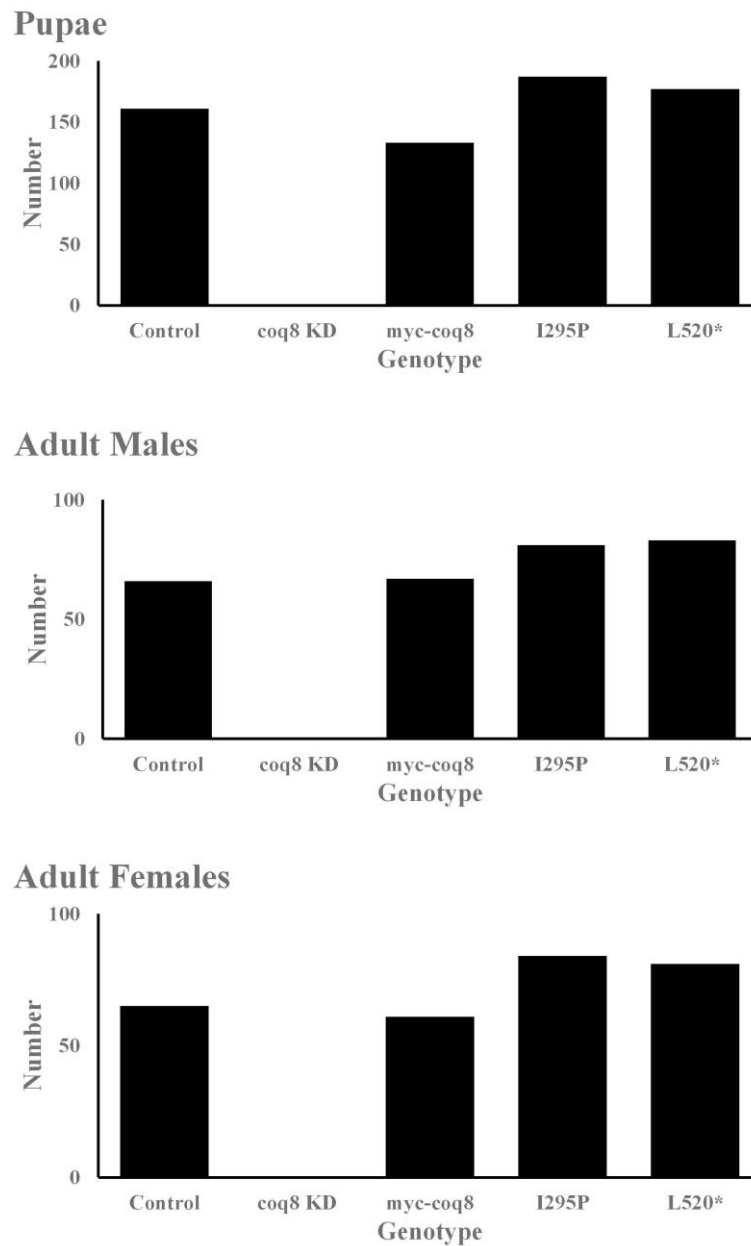 Pupae
200
150
100
50
0
Number
Control coq8 KD myc-coq8 I295P L520*
Genotype
Adult Males
100
50
0
Number
Control coq8 KD myc-coq8 I295P L520*
Genotype
Adult Females
100
50
0
Number
Control coq8 KD myc-coq8 I295P L520*
Genotype